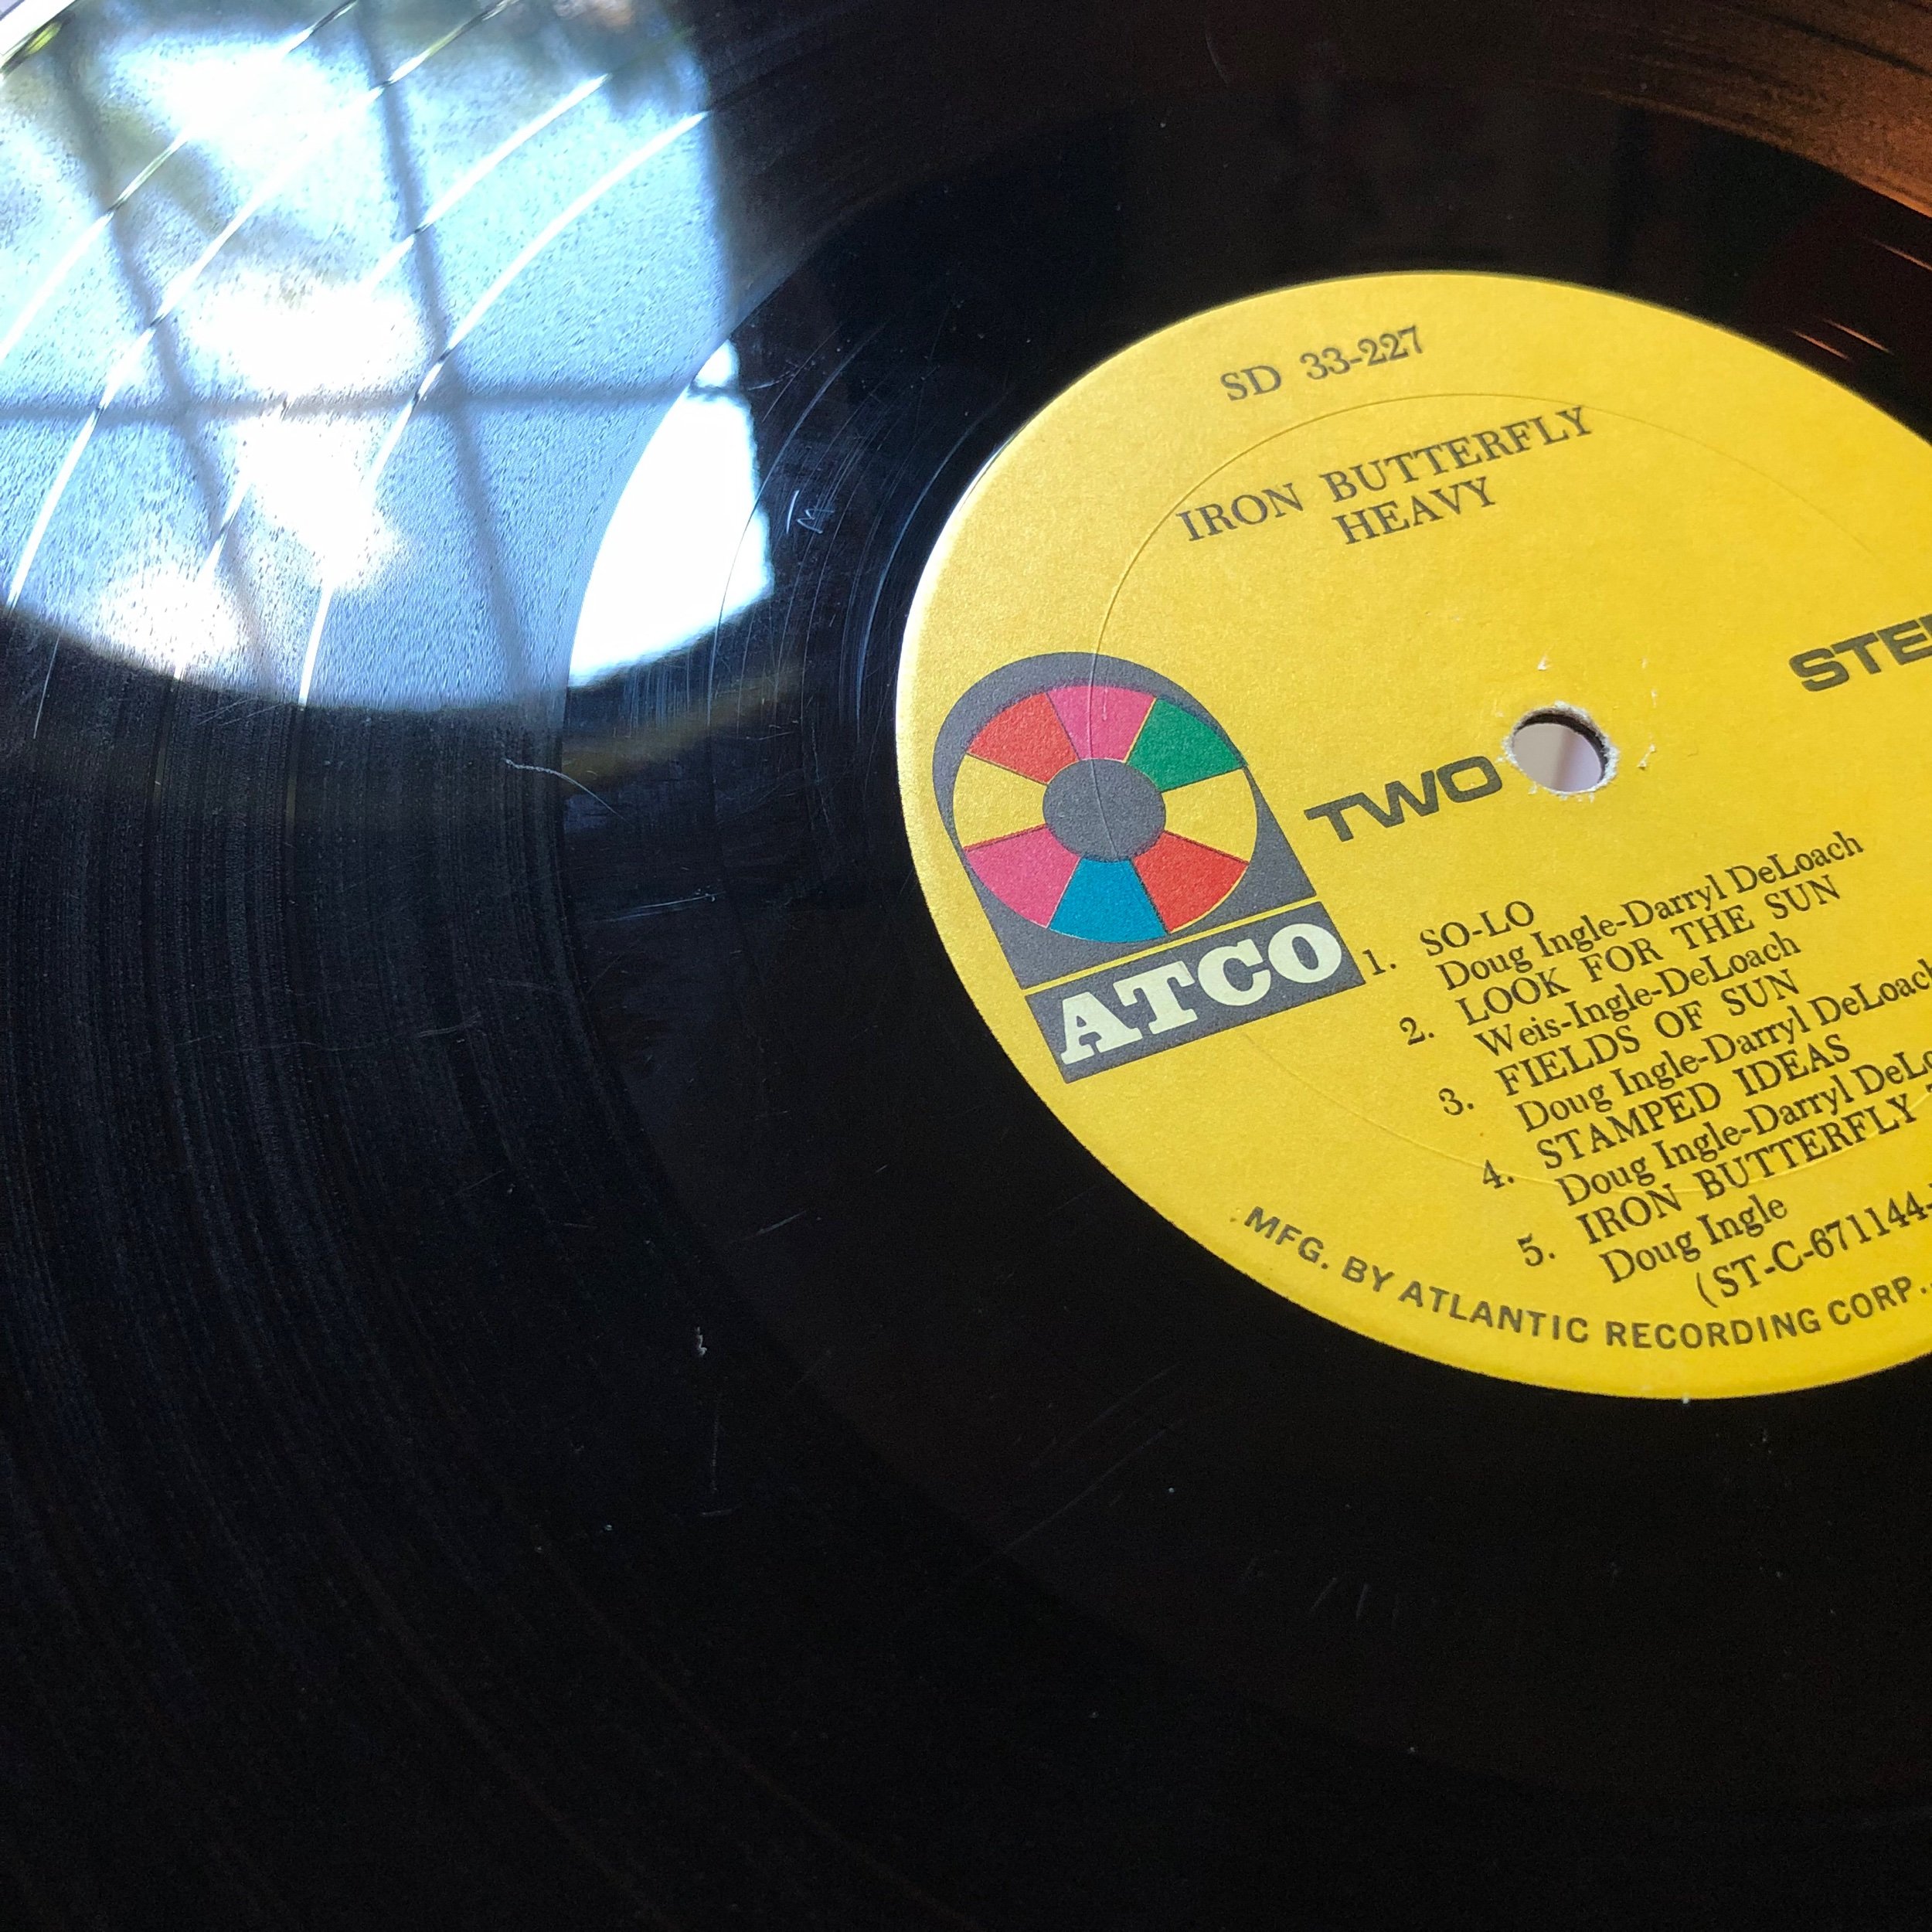 SD 33-227
IRON BUTTERFLY
HEAVY
TWO
ATCO
1. SO-LO
Doug Ingle-Darryl DeLoach
2. LOOK FOR THE SUN
Weis-Ingle-DeLoach
3. FIELDS OF SUN
Doug Ingle-Darryl DeLoach
4. STAMPED IDEAS
Doug Ingle-Darryl
5. IRON BUTTERFLY
Doug Ingle
(ST-C-671144-
MFG. BY ATLANTIC RECORDING CORP.